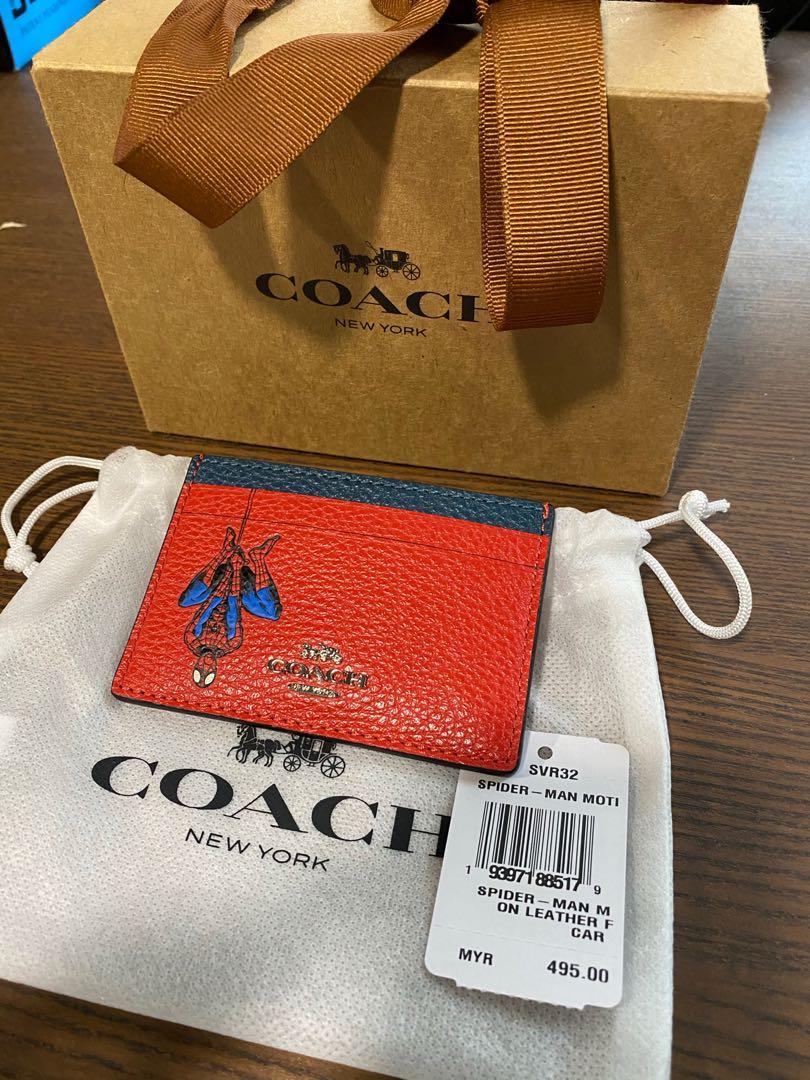 COACH
NEW YORK
COACH
NEW YORK
COACH
NEW YORK
SVR32
SPIDER-MAN MOTI
1 93971 88517 9
SPIDER-MAN M
ON LEATHER F
CAR
MYR 495.00